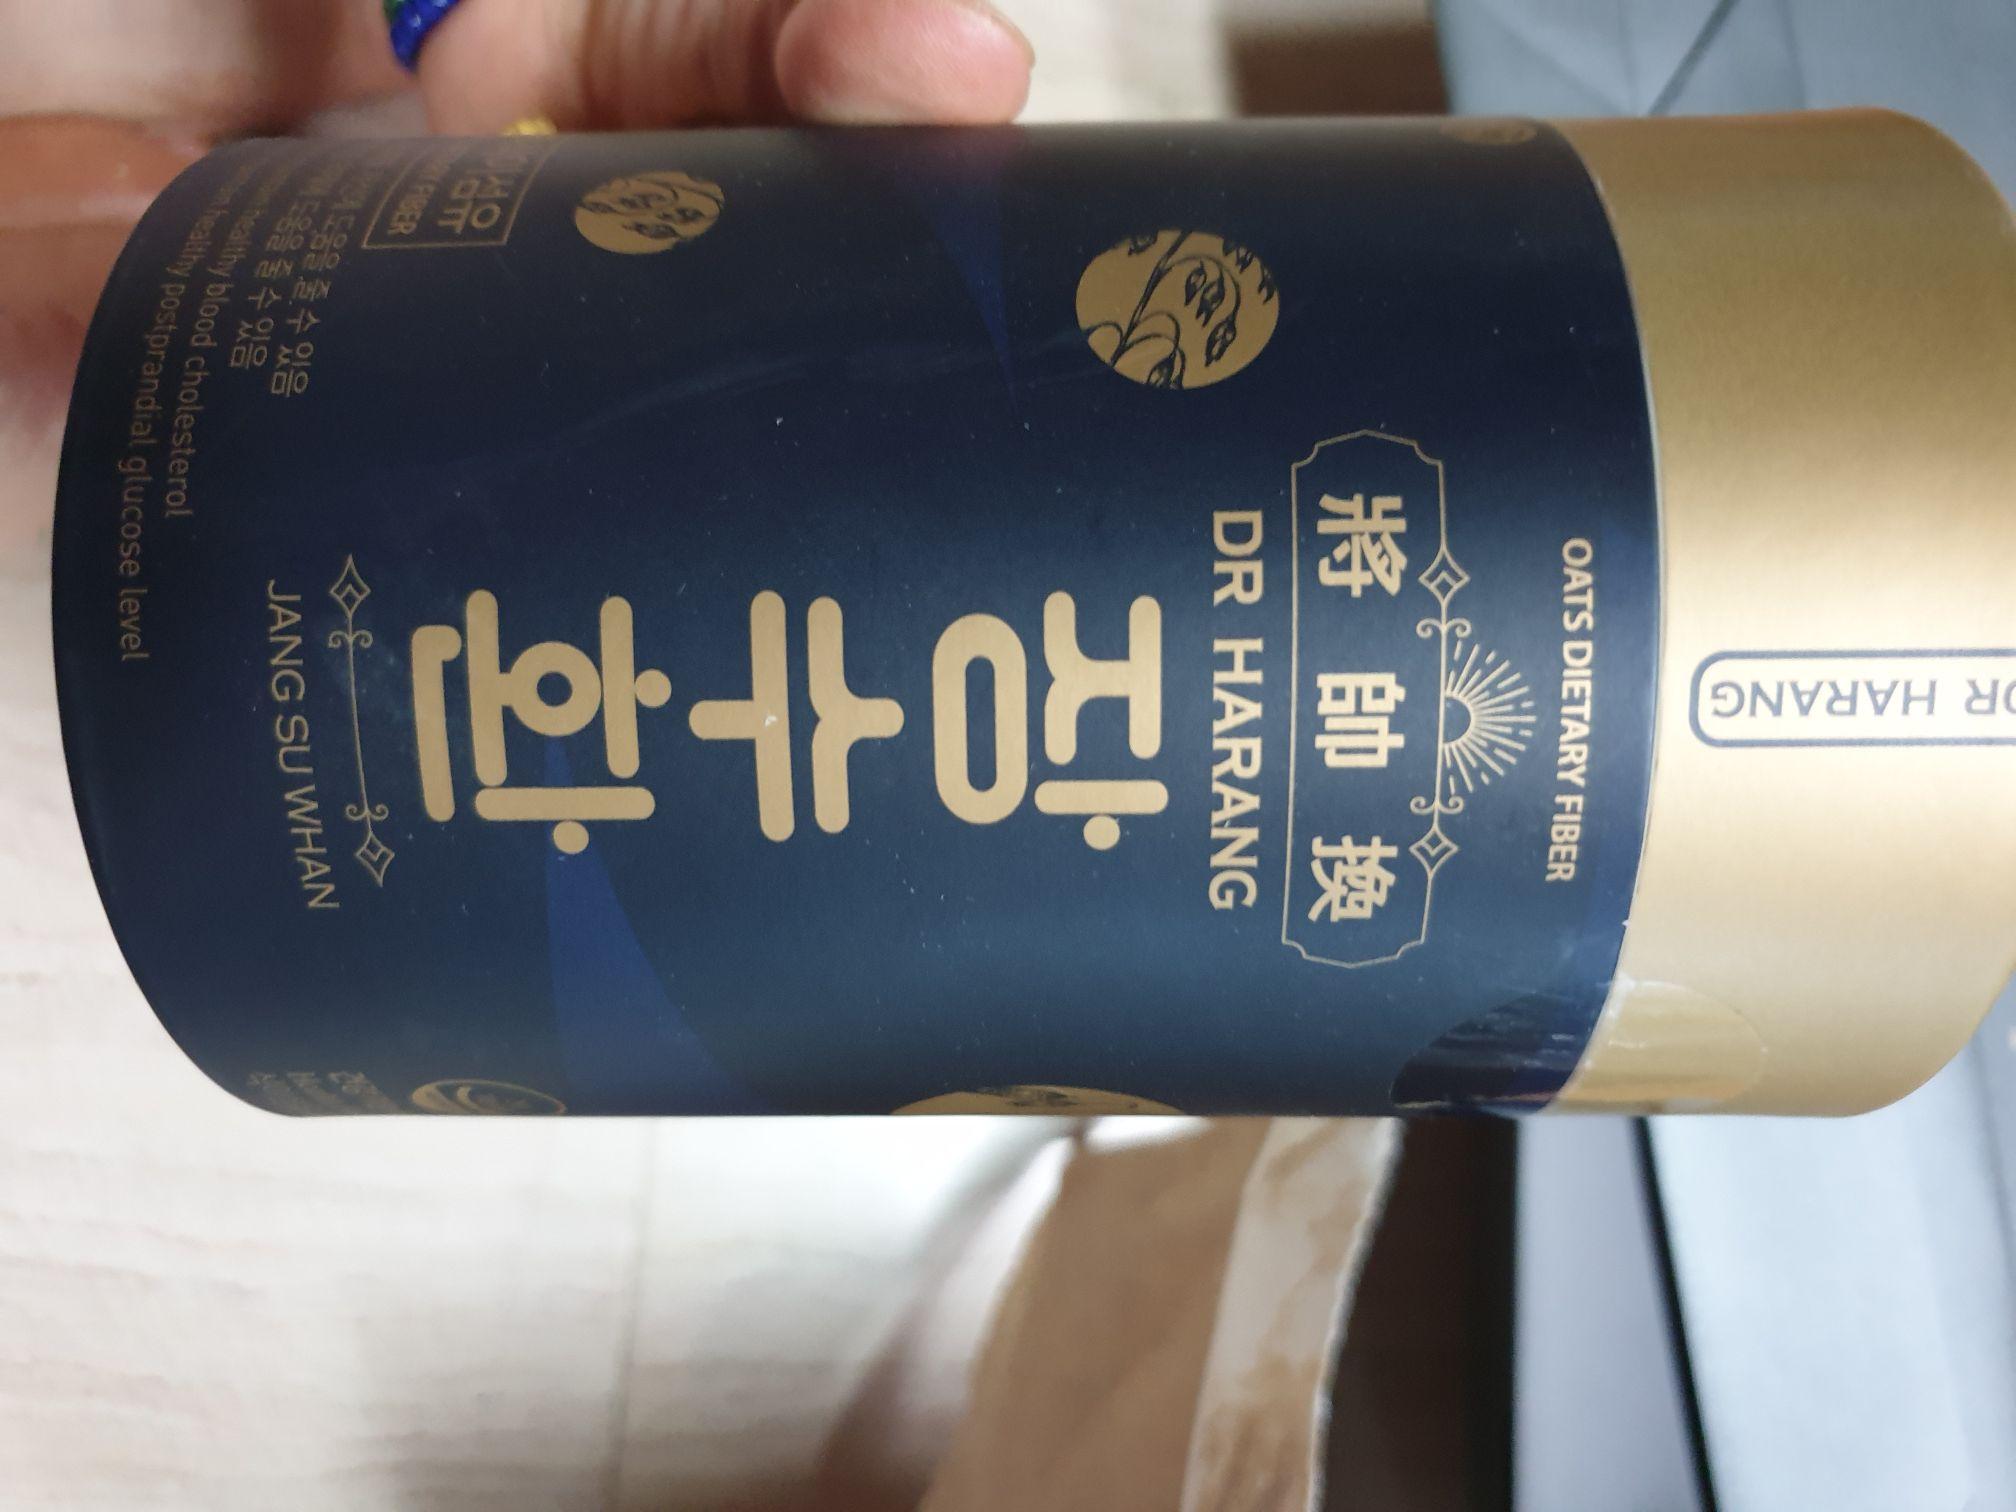 DR HARANG
OATS DIETARY FIBER
將帥換
DR HARANG
장수환
JANG SU WHAN
FIBER
도움을 줄 수 있음
도움을 줄 수 있음
healthy blood cholesterol
healthy postprandial glucose level